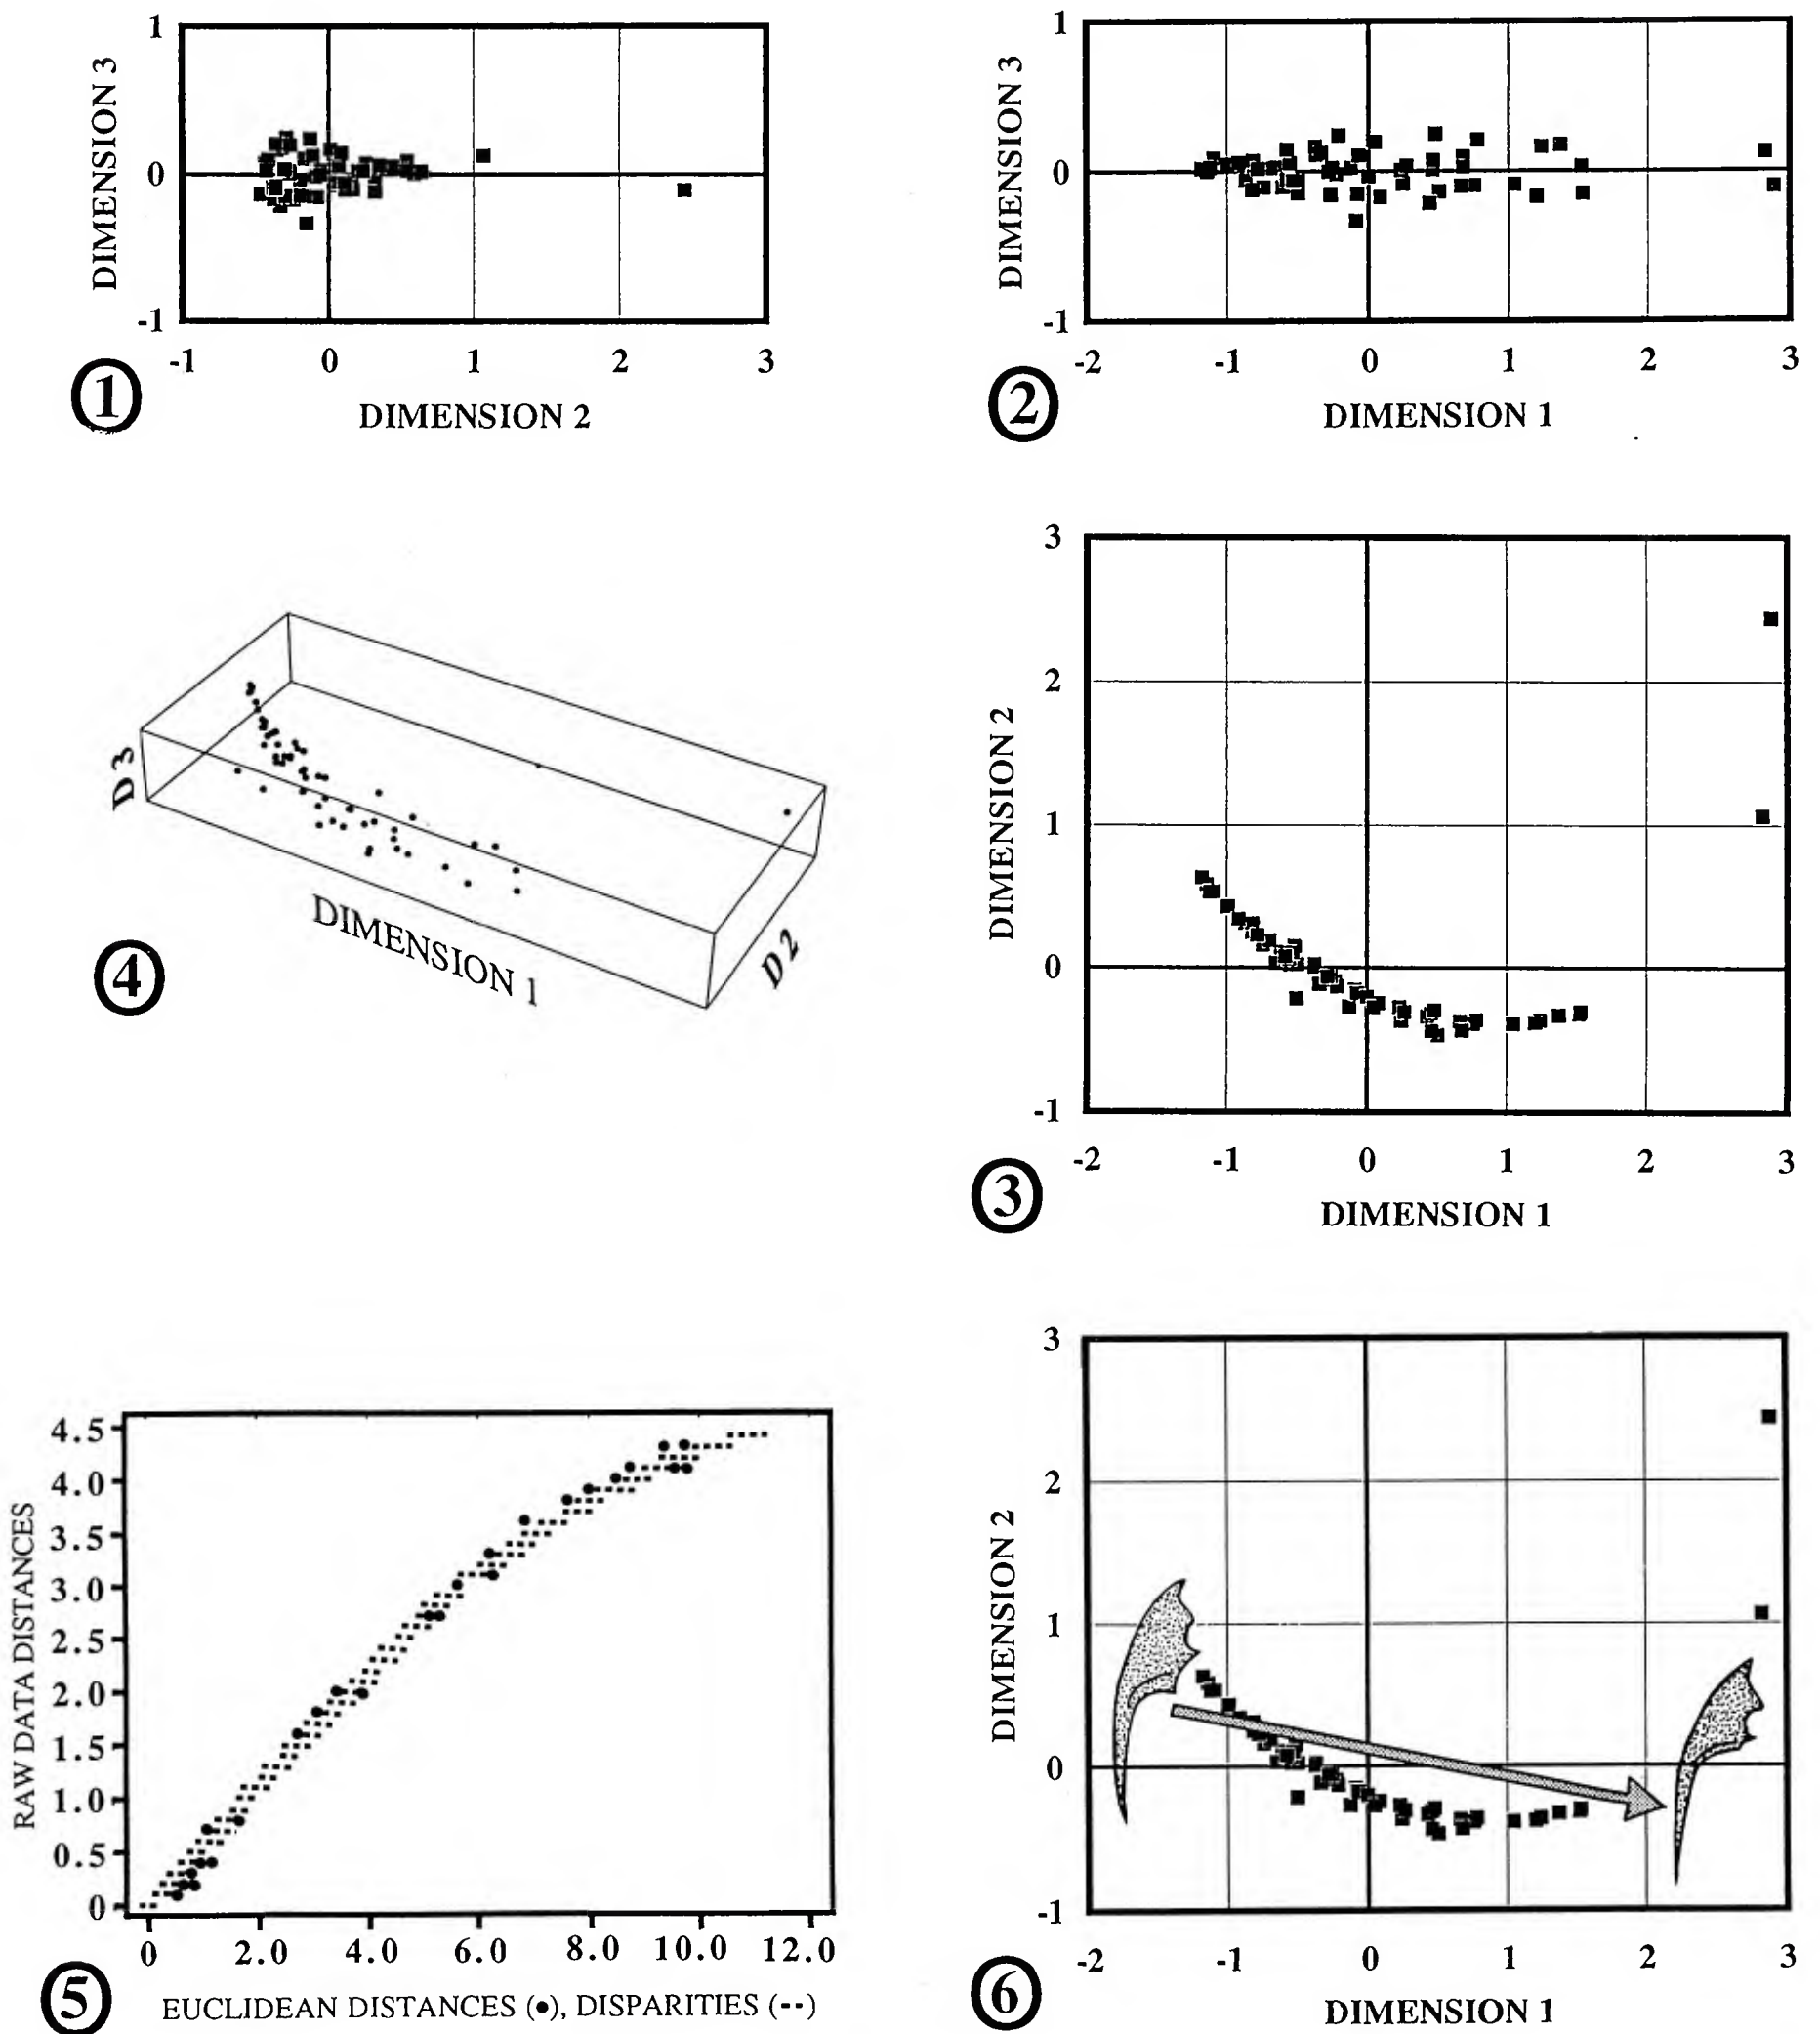 1
0
-1
DIMENSION 3
-1 0 1 2 3
DIMENSION 2
1
1
0
-1
DIMENSION 3
-2 -1 0 1 2 3
DIMENSION 1
2
D3
DIMENSION 1
D2
4
3
2
1
0
-1
DIMENSION 2
-2 -1 0 1 2 3
DIMENSION 1
3
4.5
4.0
3.5
3.0
2.5
2.0
1.5
1.0
0.5
0
RAW DATA DISTANCES
0 2.0 4.0 6.0 8.0 10.0 12.0
EUCLIDEAN DISTANCES (●), DISPARITIES (--)
5
3
2
1
0
-1
DIMENSION 2
-2 -1 0 1 2 3
DIMENSION 1
6